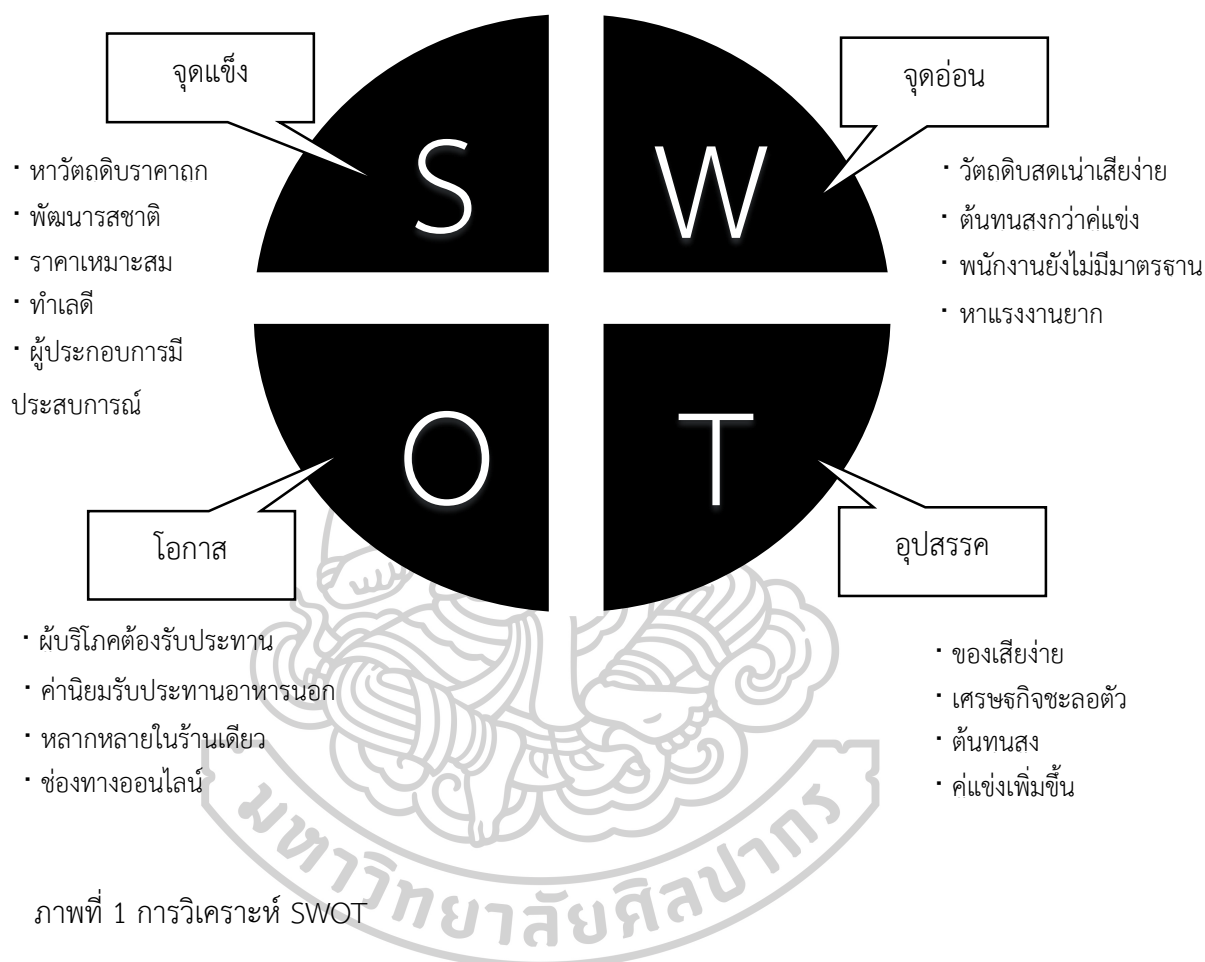 จุดแข็ง
จุดอ่อน
S
W
· หาวัตถดิบราคาถก
· พัฒนารสชาติ
· ราคาเหมาะสม
· ทำเลดี
· ผู้ประกอบการมี
ประสบการณ์
· วัตถดิบสดเน่าเสียง่าย
· ต้นทนสงกว่าค่แข่ง
· พนักงานยังไม่มีมาตรฐาน
· หาแรงงานยาก
O
T
โอกาส
อุปสรรค
· ผ้บริโภคต้องรับประทาน
· ค่านิยมรับประทานอาหารนอก
· หลากหลายในร้านเดียว
· ช่องทางออนไลน์
· ของเสียง่าย
· เศรษฐกิจชะลอตัว
· ต้นทนสง
· ค่แข่งเพิ่มขึ้น
มหาวิทยาลัยศิลปากร
ภาพที่ 1 การวิเคราะห์ SWOT